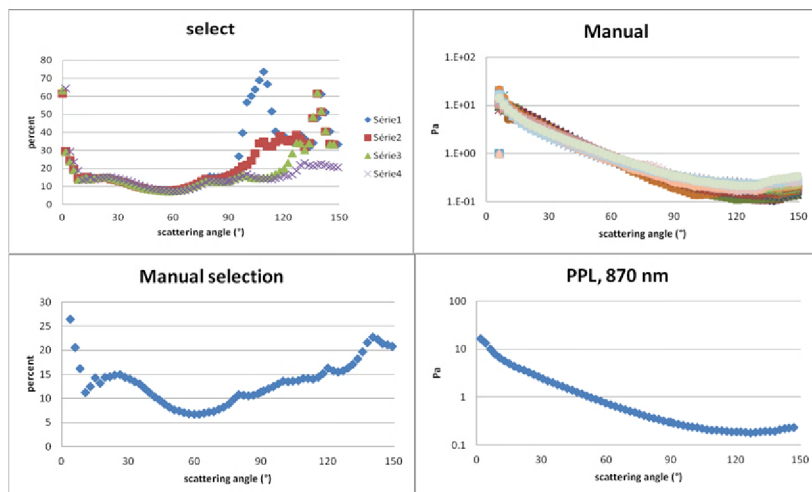 select
80
70
60
50
40
30
20
10
0
percent
0 30 60 90 120 150
scattering angle (°)
Série1
Série2
Série3
Série4
Manual
1.E+02
1.E+01
1.E+00
1.E-01
Pa
0 30 60 90 120 150
scattering angle (°)
Manual selection
30
25
20
15
10
5
0
percent
0 30 60 90 120 150
scattering angle (°)
PPL, 870 nm
100
10
1
0.1
Pa
0 30 60 90 120 150
scattering angle (°)